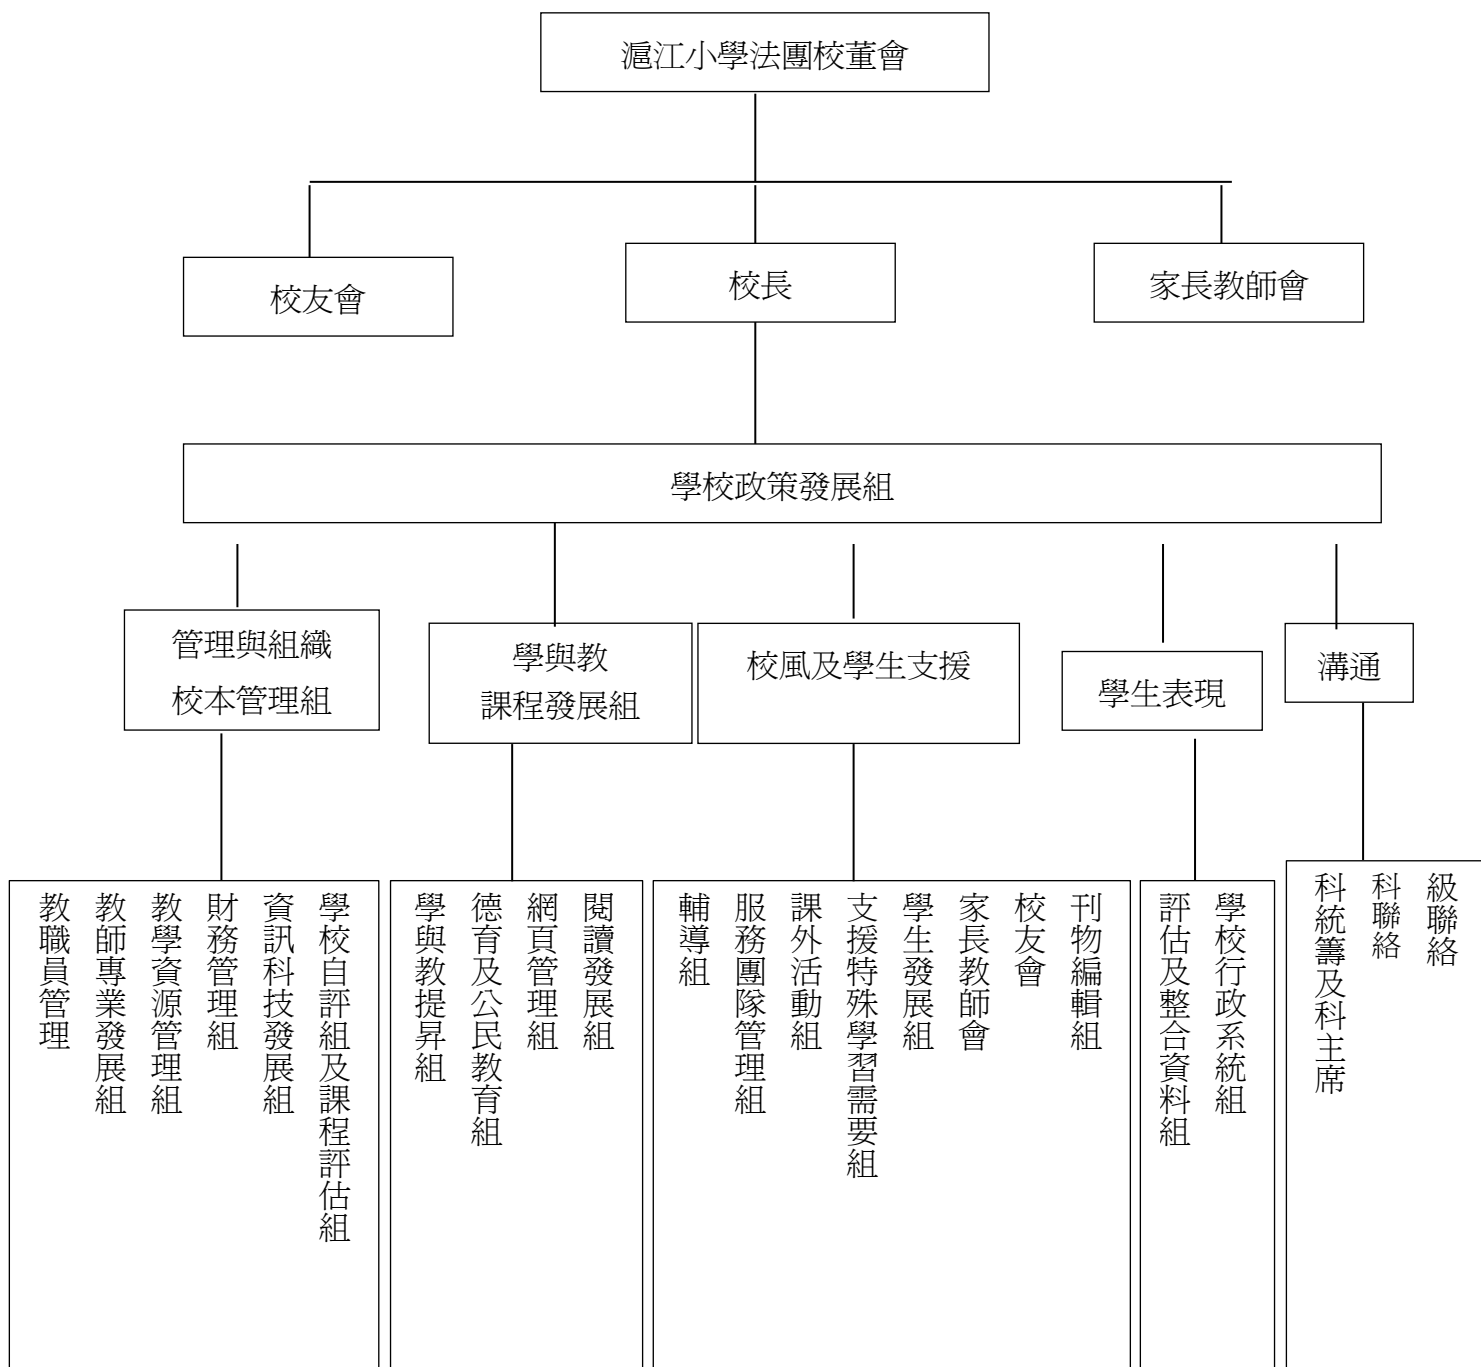 滬江小學法團校董會
校友會
校長
家長教師會
學校政策發展組
管理與組織
校本管理組
學與教
課程發展組
校風及學生支援
學生表現
溝通
教職員管理
教師專業發展組
教學資源管理組
財務管理組
資訊科技發展組
學校自評組及課程評估組
學與教提昇組
德育及公民教育組
網頁管理組
閱讀發展組
輔導組
服務團隊管理組
課外活動組
支援特殊學習需要組
學生發展組
家長教師會
校友會
刊物編輯組
評估及整合資料組
學校行政系統組
科統籌及科主席
科聯絡
級聯絡